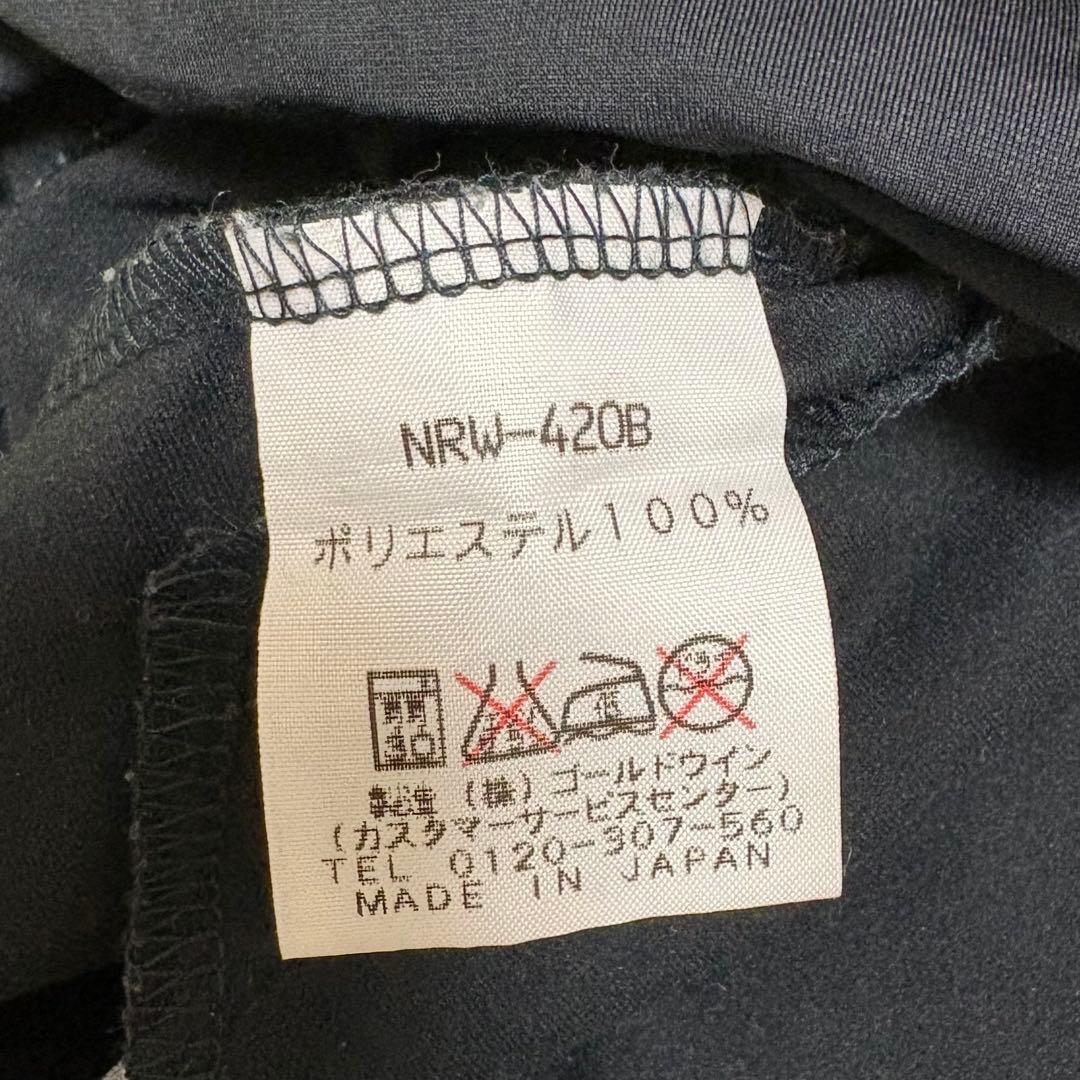 NRW-420B
ポリエステル100%
低
(株)ゴールドウイン
(カスタマーサービスセンター)
TEL 0120-307-560
MADE IN JAPAN